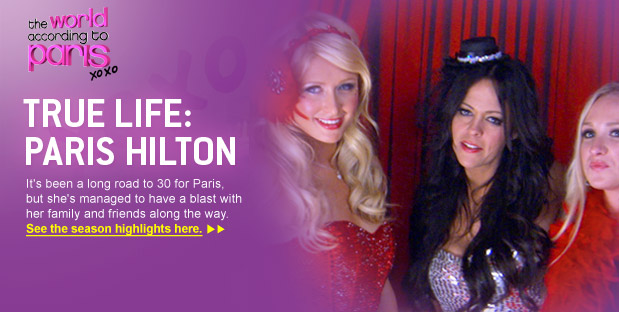 the world
according to
paris
xoxo
TRUE LIFE:
PARIS HILTON
It's been a long road to 30 for Paris,
but she's managed to have a blast with
her family and friends along the way.
See the season highlights here.